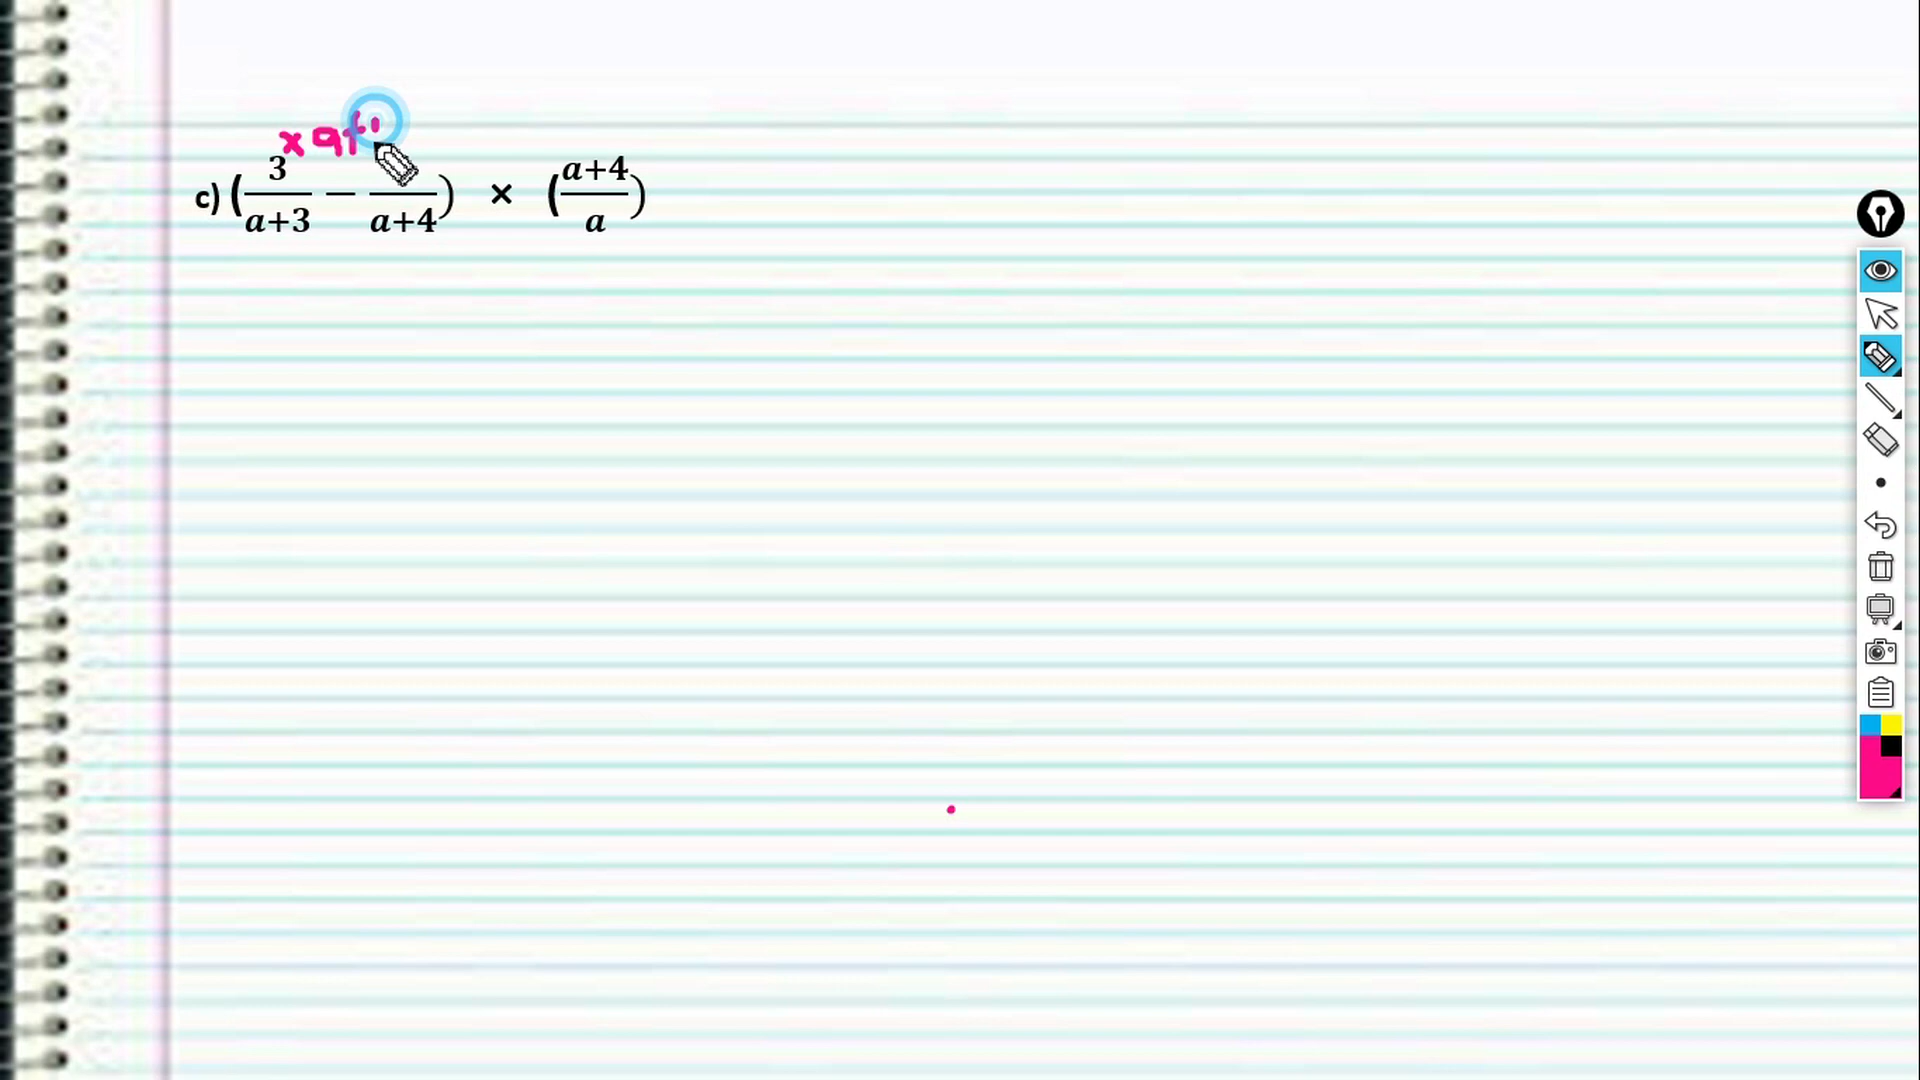 × a+
c) (3/a+3 − /a+4) × (a+4/a)